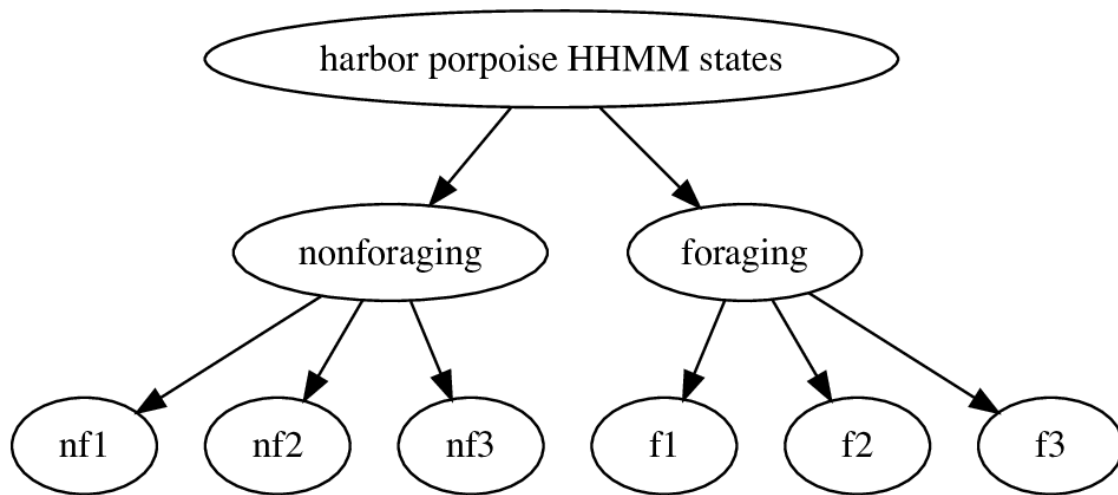 harbor porpoise HHMM states
nonforaging
foraging
nf1
nf2
nf3
f1
f2
f3